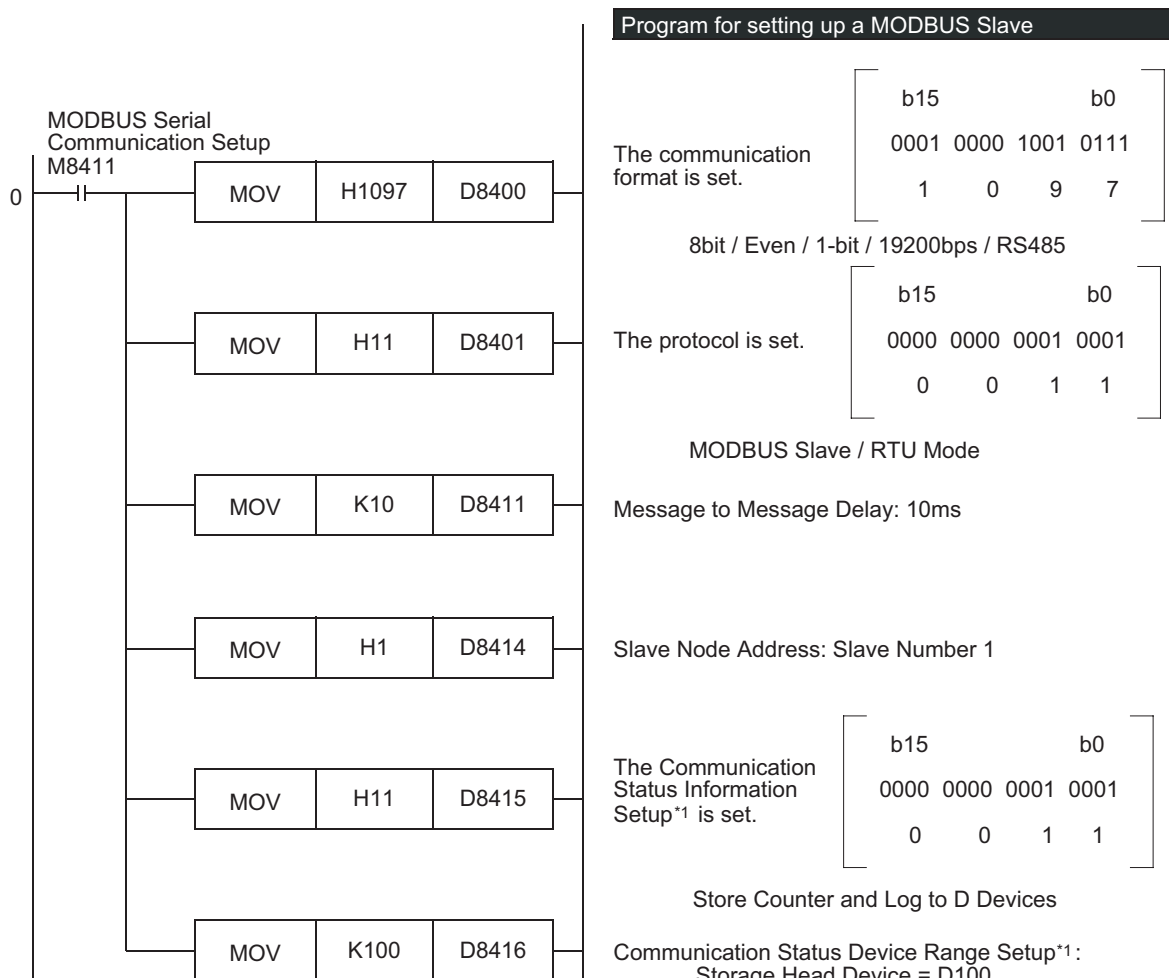 Program for setting up a MODBUS Slave
MODBUS Serial
Communication Setup
M8411
0
MOV H1097 D8400
The communication
format is set.
b15 b0
0001 0000 1001 0111
1 0 9 7
8bit / Even / 1-bit / 19200bps / RS485
MOV H11 D8401
The protocol is set.
b15 b0
0000 0000 0001 0001
0 0 1 1
MODBUS Slave / RTU Mode
MOV K10 D8411
Message to Message Delay: 10ms
MOV H1 D8414
Slave Node Address: Slave Number 1
MOV H11 D8415
The Communication
Status Information
Setup*1 is set.
b15 b0
0000 0000 0001 0001
0 0 1 1
Store Counter and Log to D Devices
MOV K100 D8416
Communication Status Device Range Setup*1:
Storage Head Device = D100